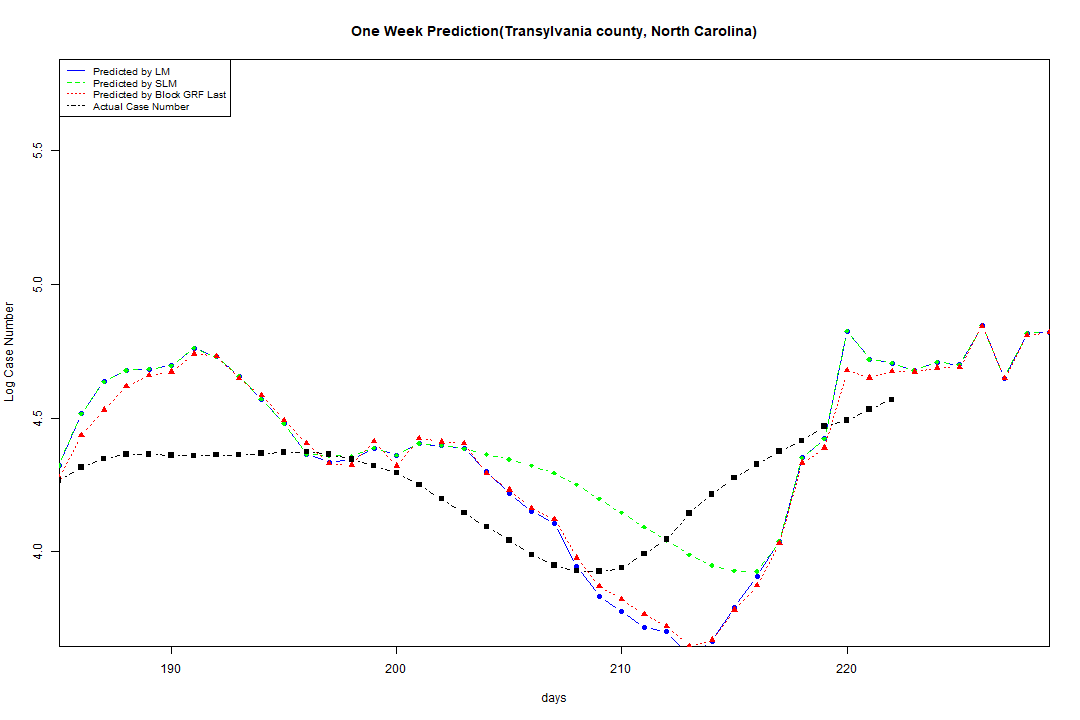 One Week Prediction(Transylvania county, North Carolina)
Predicted by LM
Predicted by SLM
Predicted by Block GRF Last
Actual Case Number
5.5
5.0
4.5
4.0
Log Case Number
190
200
210
220
days